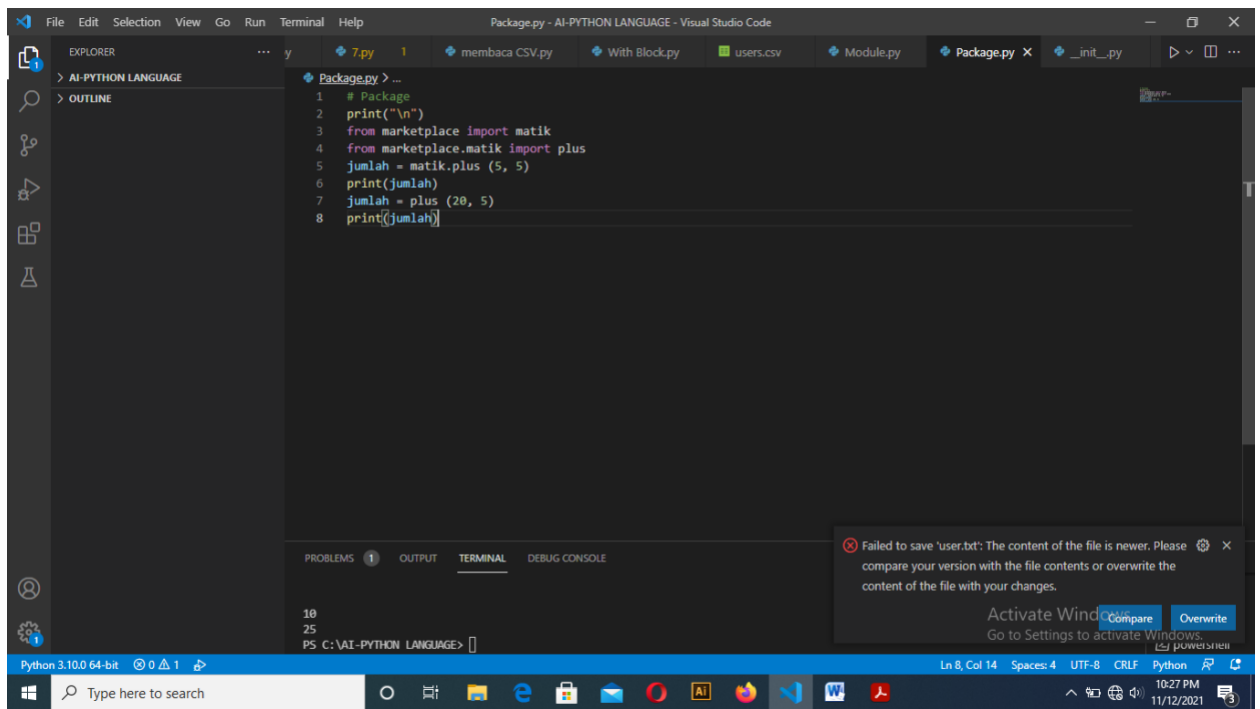 File Edit Selection View Go Run Terminal Help Package.py - AI-PYTHON LANGUAGE - Visual Studio Code
EXPLORER ... y 7.py 1 membaca CSV.py With Block.py users.csv Module.py Package.py __init__.py ...
AI-PYTHON LANGUAGE
OUTLINE
Package.py > ...
1 # Package
2 print("\n")
3 from marketplace import matik
4 from marketplace.matik import plus
5 jumlah = matik.plus (5, 5)
6 print(jumlah)
7 jumlah = plus (20, 5)
8 print(jumlah)
PROBLEMS 1 OUTPUT TERMINAL DEBUG CONSOLE
10
25
PS C:\AI-PYTHON LANGUAGE>
Failed to save 'user.txt': The content of the file is newer. Please
compare your version with the file contents or overwrite the
content of the file with your changes.
Compare Overwrite
Activate Windows
Go to Settings to activate Windows.
powershell
Python 3.10.0 64-bit 0 1 Ln 8, Col 14 Spaces: 4 UTF-8 CRLF Python
Type here to search
Ai W
10:27 PM
11/12/2021
3